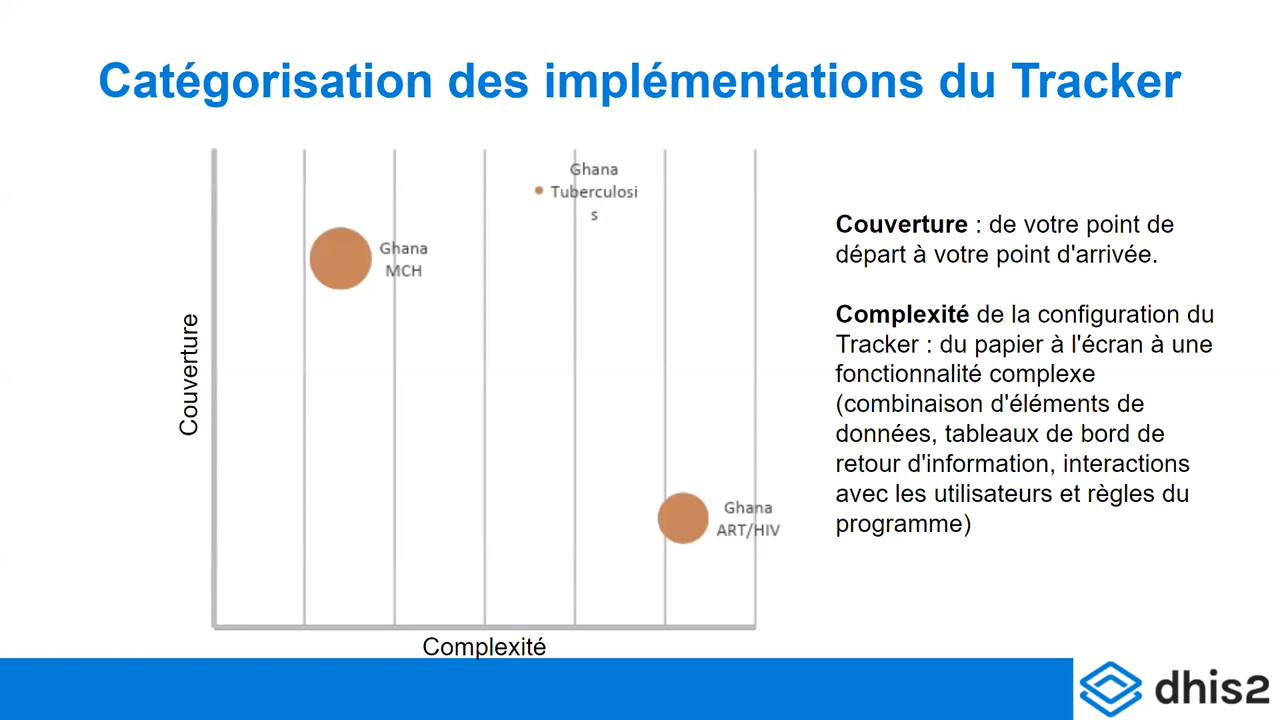 Catégorisation des implémentations du Tracker
Ghana
Tuberculosi
s
Ghana
MCH
Ghana
ART/HIV
Couverture
Complexité
Couverture : de votre point de
départ à votre point d'arrivée.
Complexité de la configuration du
Tracker : du papier à l'écran à une
fonctionnalité complexe
(combinaison d'éléments de
données, tableaux de bord de
retour d'information, interactions
avec les utilisateurs et règles du
programme)
dhis2